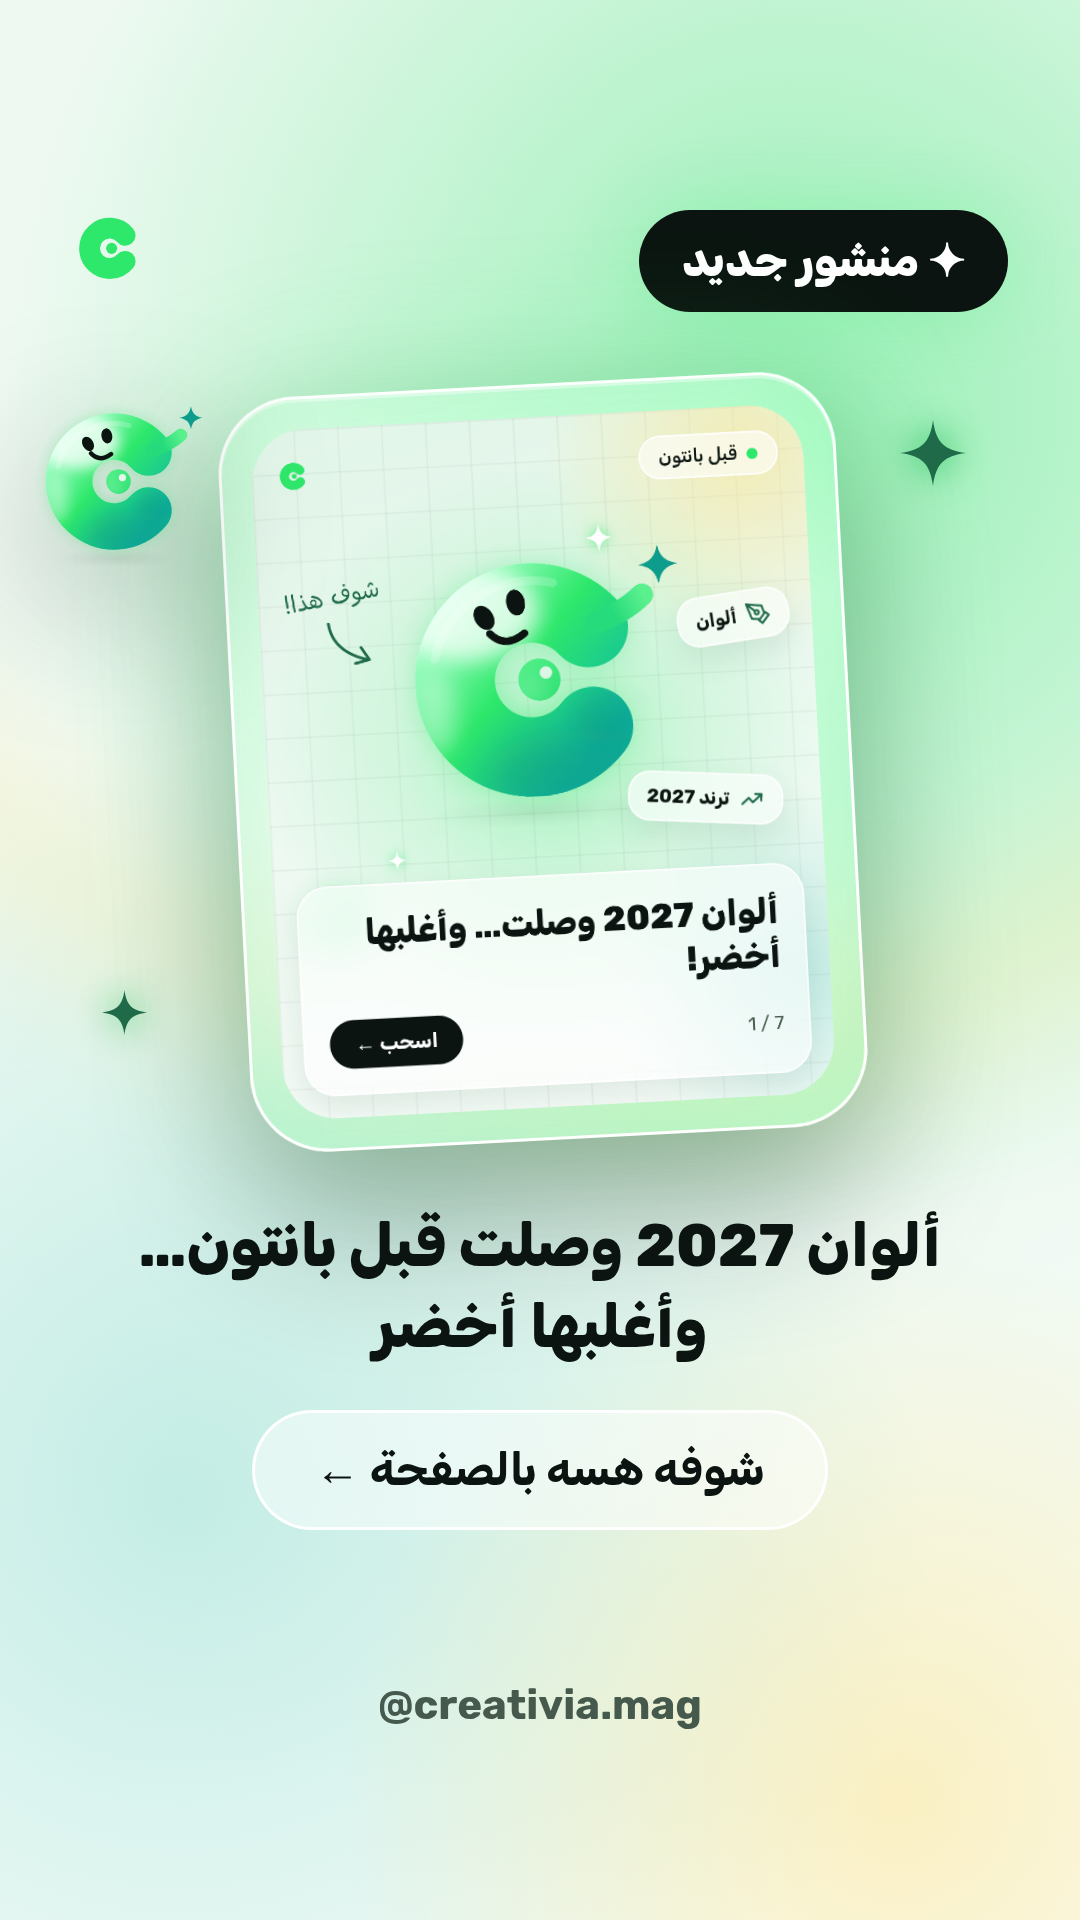 ✦ منشور جديد
قبل بانتون
شوف هذا!
ألوان
ترند 2027
ألوان 2027 وصلت... وأغلبها
أخضر!
1 / 7
اسحب ←
ألوان 2027 وصلت قبل بانتون...
وأغلبها أخضر
شوفه هسه بالصفحة ←
@creativia.mag